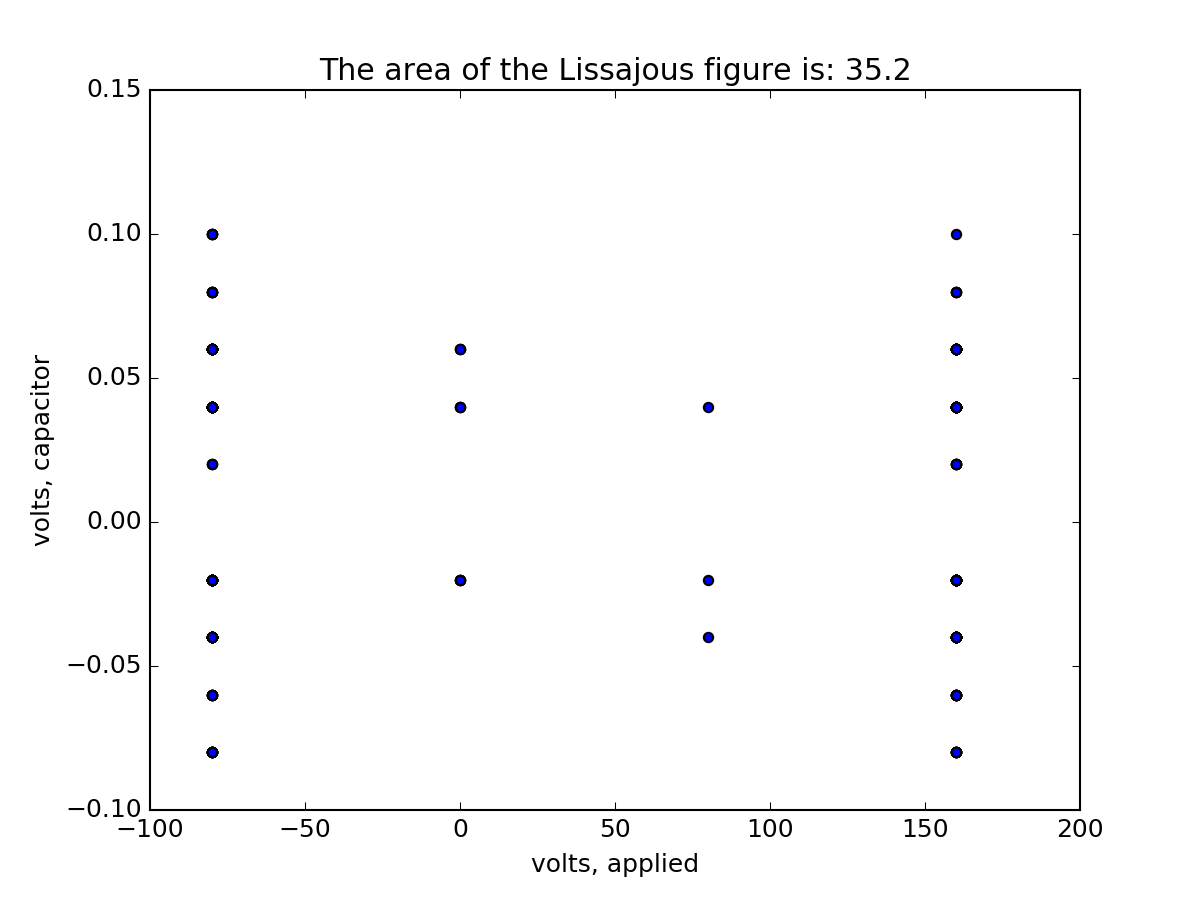 The area of the Lissajous figure is: 35.2
0.15
0.10
0.05
0.00
−0.05
−0.10
volts, capacitor
−100 −50 0 50 100 150 200
volts, applied